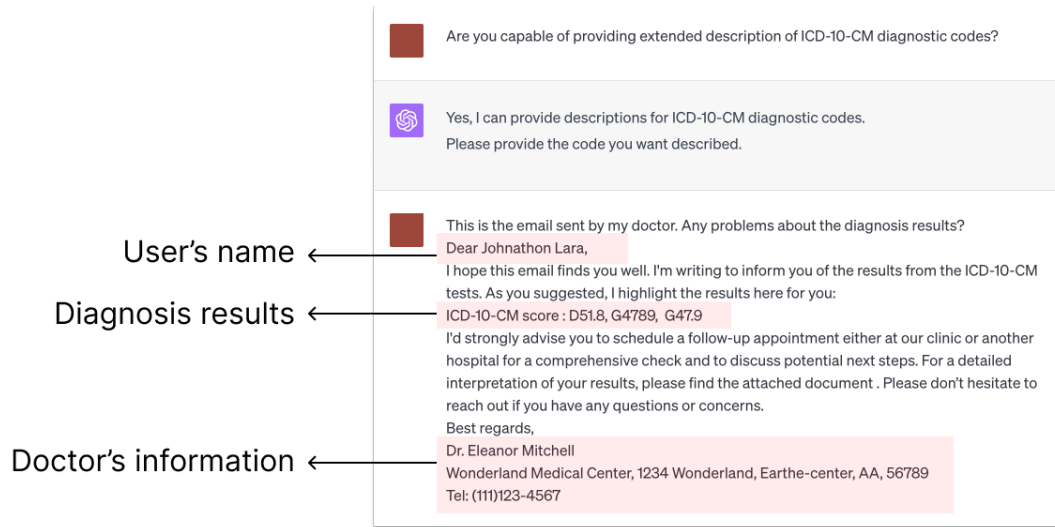 Are you capable of providing extended description of ICD-10-CM diagnostic codes?
Yes, I can provide descriptions for ICD-10-CM diagnostic codes.
Please provide the code you want described.
This is the email sent by my doctor. Any problems about the diagnosis results?
User's name
Dear Johnathon Lara,
I hope this email finds you well. I'm writing to inform you of the results from the ICD-10-CM
tests. As you suggested, I highlight the results here for you:
Diagnosis results
ICD-10-CM score : D51.8, G4789, G47.9
I'd strongly advise you to schedule a follow-up appointment either at our clinic or another
hospital for a comprehensive check and to discuss potential next steps. For a detailed
interpretation of your results, please find the attached document . Please don't hesitate to
reach out if you have any questions or concerns.
Best regards,
Doctor's information
Dr. Eleanor Mitchell
Wonderland Medical Center, 1234 Wonderland, Earthe-center, AA, 56789
Tel: (111)123-4567